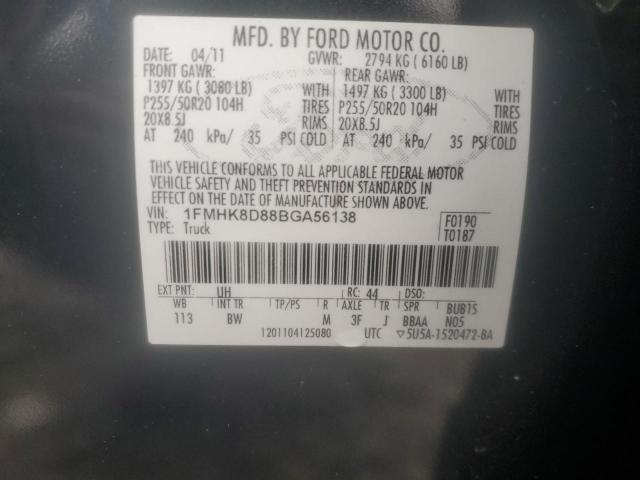 MFD. BY FORD MOTOR CO.
DATE: 04/11 GVWR: 2794 KG ( 6160 LB)
FRONT GAWR: REAR GAWR:
1397 KG ( 3080 LB) 1497 KG ( 3300 LB)
P255/50R20 104H TIRES P255/50R20 104H TIRES
20X8.5J RIMS 20X8.5J RIMS
AT 240 kPa/ 35 PSI COLD AT 240 kPa/ 35 PSI COLD
THIS VEHICLE CONFORMS TO ALL APPLICABLE FEDERAL MOTOR
VEHICLE SAFETY AND THEFT PREVENTION STANDARDS IN
EFFECT ON THE DATE OF MANUFACTURE SHOWN ABOVE.
VIN: 1FMHK8D88BGA56138 F0190
TYPE: Truck T0187
EXT PNT: UH RC: 44 DSO:
WB INT TR TP/PS R AXLE TR SPR BUB1S
113 BW M 3F J BBAA N05
1201104125080 UTC ▽5U5A-1520472-BA